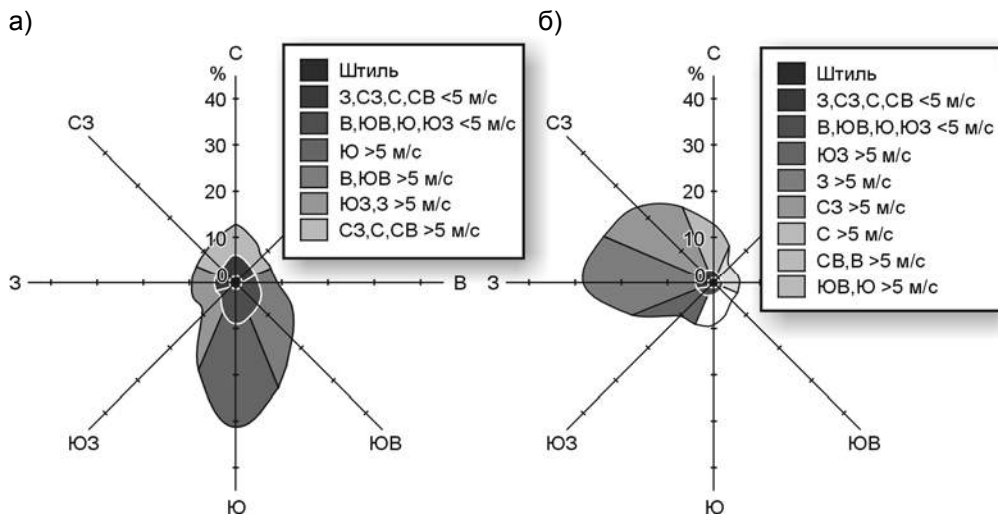 а)
С
%
40
30
20
10
0
СЗ
З
В
ЮЗ
ЮВ
Ю
Штиль
З,СЗ,С,СВ <5 м/с
В,ЮВ,Ю,ЮЗ <5 м/с
Ю >5 м/с
В,ЮВ >5 м/с
ЮЗ,З >5 м/с
СЗ,С,СВ >5 м/с
б)
С
%
40
30
20
10
0
СЗ
З
ЮЗ
ЮВ
Ю
Штиль
З,СЗ,С,СВ <5 м/с
В,ЮВ,Ю,ЮЗ <5 м/с
ЮЗ >5 м/с
З >5 м/с
СЗ >5 м/с
С >5 м/с
СВ,В >5 м/с
ЮВ,Ю >5 м/с